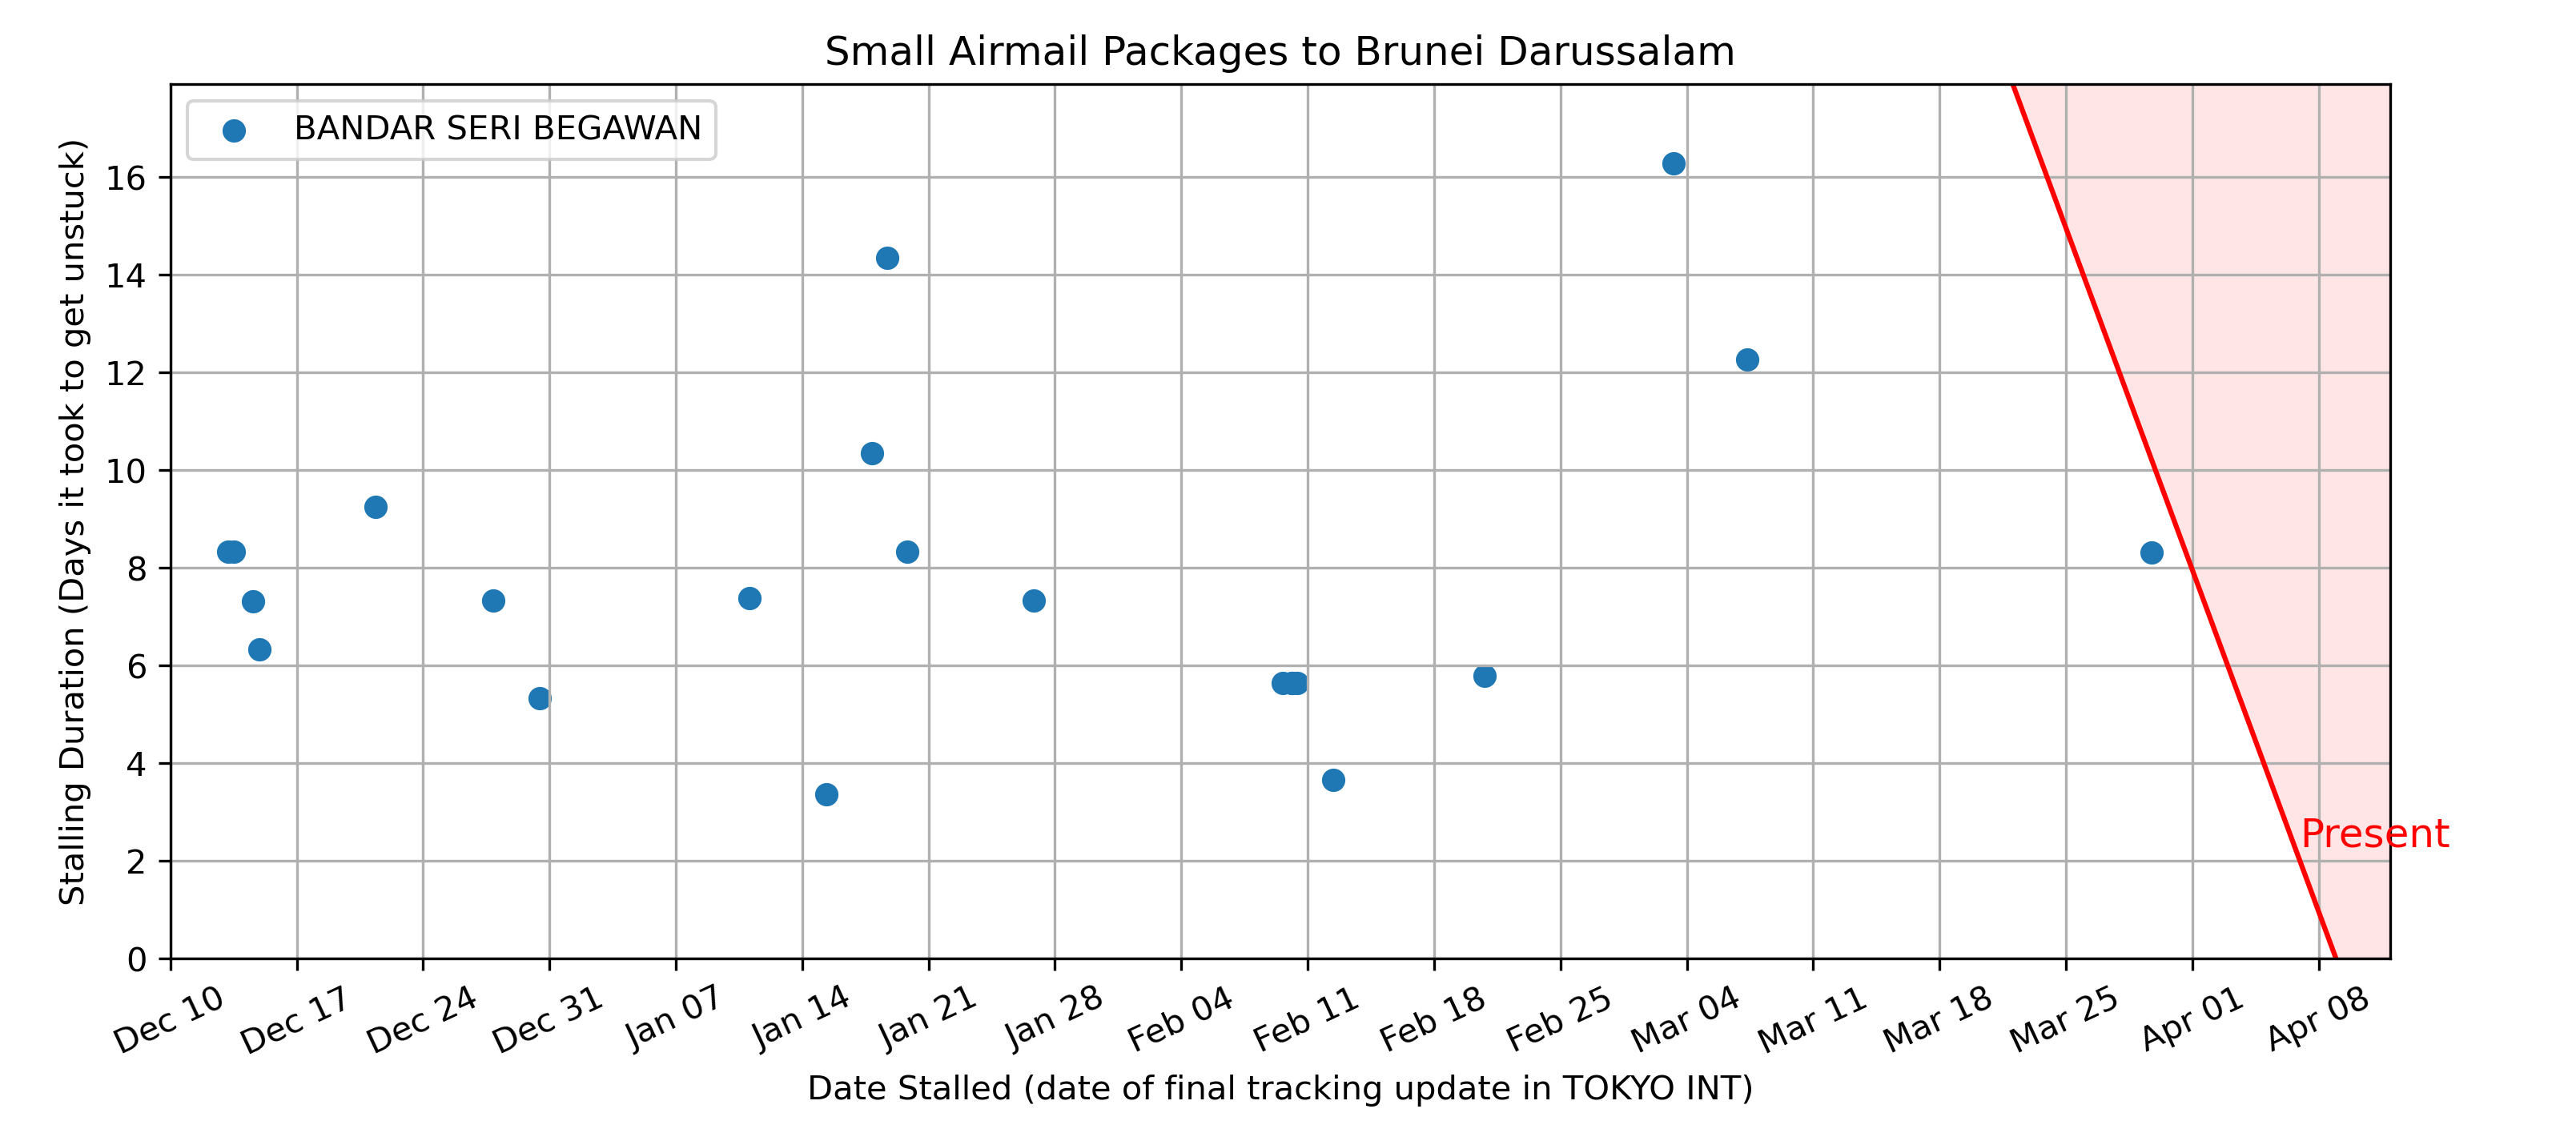 Small Airmail Packages to Brunei Darussalam
BANDAR SERI BEGAWAN
Stalling Duration (Days it took to get unstuck)
16
14
12
10
8
6
4
2
0
Present
Dec 10
Dec 17
Dec 24
Dec 31
Jan 07
Jan 14
Jan 21
Jan 28
Feb 04
Feb 11
Feb 18
Feb 25
Mar 04
Mar 11
Mar 18
Mar 25
Apr 01
Apr 08
Date Stalled (date of final tracking update in TOKYO INT)